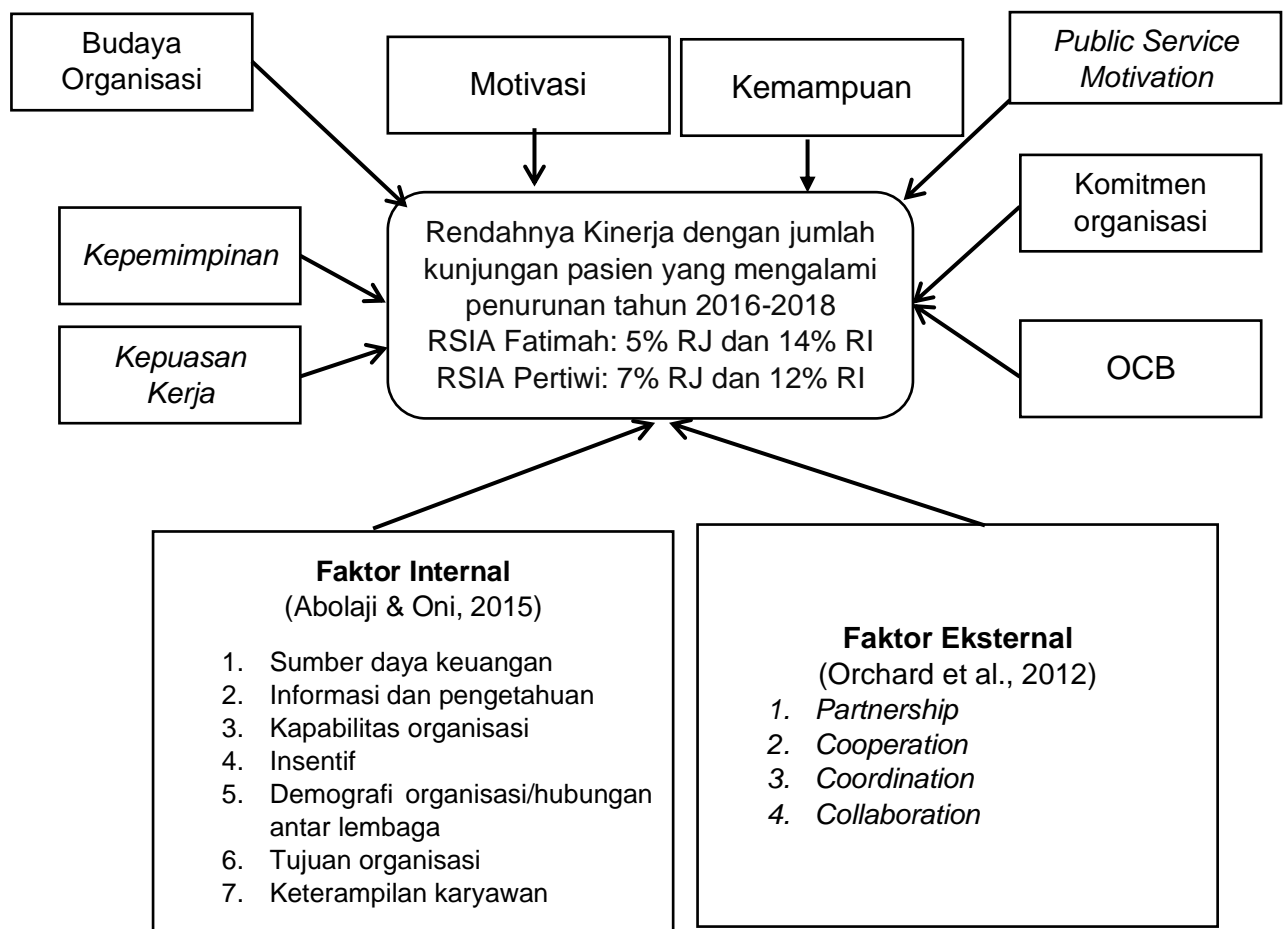 Budaya
Organisasi
Motivasi
Kemampuan
Public Service
Motivation
Kepemimpinan
Komitmen
organisasi
Rendahnya Kinerja dengan jumlah
kunjungan pasien yang mengalami
penurunan tahun 2016-2018
RSIA Fatimah: 5% RJ dan 14% RI
RSIA Pertiwi: 7% RJ dan 12% RI
Kepuasan
Kerja
OCB
Faktor Internal
(Abolaji & Oni, 2015)
1. Sumber daya keuangan
2. Informasi dan pengetahuan
3. Kapabilitas organisasi
4. Insentif
5. Demografi organisasi/hubungan
antar lembaga
6. Tujuan organisasi
7. Keterampilan karyawan
Faktor Eksternal
(Orchard et al., 2012)
1. Partnership
2. Cooperation
3. Coordination
4. Collaboration